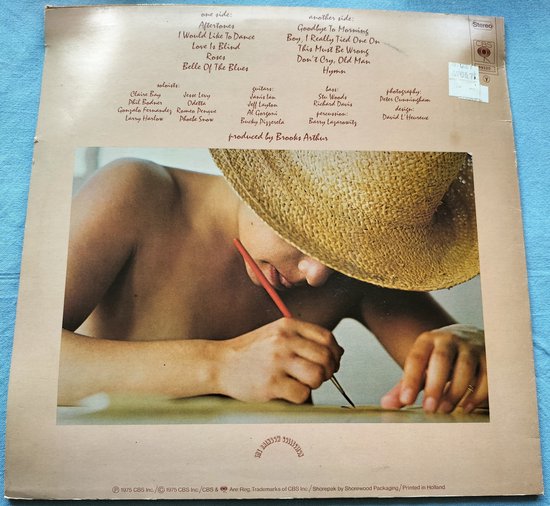 one side:
Aftertones
I Would Like To Dance
Love Is Blind
Roses
Belle Of The Blues
another side:
Goodbye To Morning
Boy, I Really Tied One On
This Must Be Wrong
Don't Cry, Old Man
Hymn
Stereo
CBS
soloists:
Claire Bay
Phil Bodner
Gonzalo Fernandez
Larry Harlow
Jesse Levy
Odetta
Romeo Penque
Phoebe Snow
guitars:
Janis Ian
Jeff Layton
Al Gorgoni
Bucky Pizzerela
bass:
Stu Woods
Richard Davis
percussion:
Barry Lazarowitz
photography:
Peter Cunningham
design:
David L'Heureux
produced by Brooks Arthur
℗ 1975 CBS Inc./© 1975 CBS Inc./CBS & Are Reg. Trademarks of CBS Inc./Shorepak by Shorewood Packaging/Printed in Holland